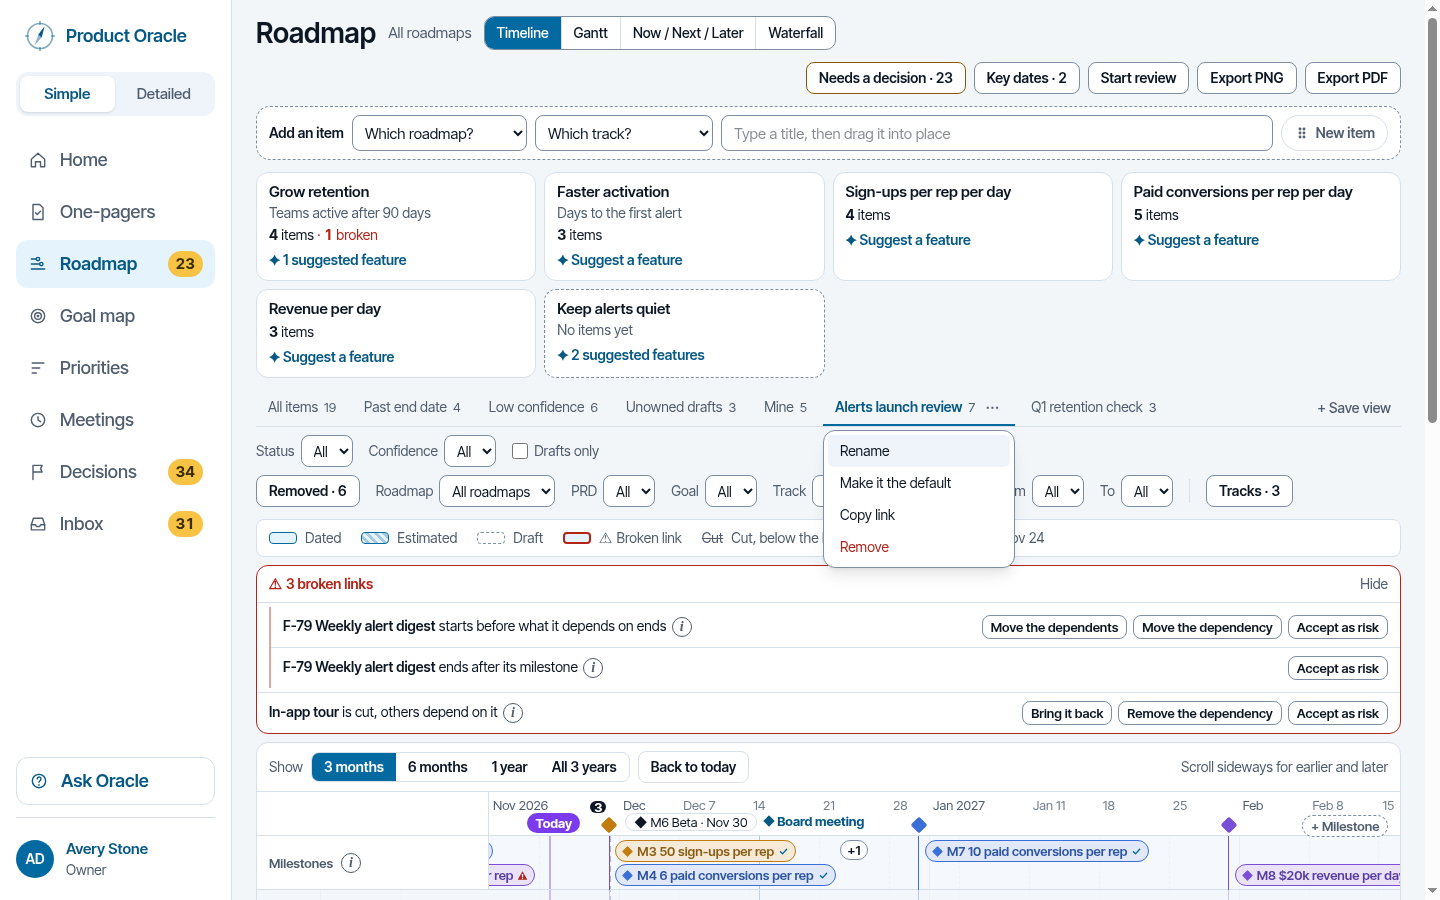 Product Oracle
Simple Detailed
Home
One-pagers
Roadmap 23
Goal map
Priorities
Meetings
Decisions 34
Inbox 31
Ask Oracle
AD Avery Stone
Owner
Roadmap All roadmaps Timeline Gantt Now / Next / Later Waterfall
Needs a decision · 23 Key dates · 2 Start review Export PNG Export PDF
Add an item Which roadmap? Which track? Type a title, then drag it into place New item
Grow retention
Teams active after 90 days
4 items · 1 broken
1 suggested feature
Faster activation
Days to the first alert
3 items
Suggest a feature
Sign-ups per rep per day
4 items
Suggest a feature
Paid conversions per rep per day
5 items
Suggest a feature
Revenue per day
3 items
Suggest a feature
Keep alerts quiet
No items yet
2 suggested features
All items 19 Past end date 4 Low confidence 6 Unowned drafts 3 Mine 5 Alerts launch review 7 ··· Q1 retention check 3 + Save view
Status All Confidence All Drafts only
Removed · 6 Roadmap All roadmaps PRD All Goal All Track m All To All Tracks · 3
Rename
Make it the default
Copy link
Remove
Dated Estimated Draft ⚠ Broken link Cut Cut, below the ov 24
⚠ 3 broken links Hide
F-79 Weekly alert digest starts before what it depends on ends i Move the dependents Move the dependency Accept as risk
F-79 Weekly alert digest ends after its milestone i Accept as risk
In-app tour is cut, others depend on it i Bring it back Remove the dependency Accept as risk
Show 3 months 6 months 1 year All 3 years Back to today Scroll sideways for earlier and later
Nov 2026 3 Dec Dec 7 14 21 28 Jan 2027 Jan 11 18 25 Feb Feb 8 15
Today M6 Beta · Nov 30 Board meeting + Milestone
Milestones i M3 50 sign-ups per rep ✓ +1 M7 10 paid conversions per rep ✓
rep M4 6 paid conversions per rep ✓ M8 $20k revenue per day